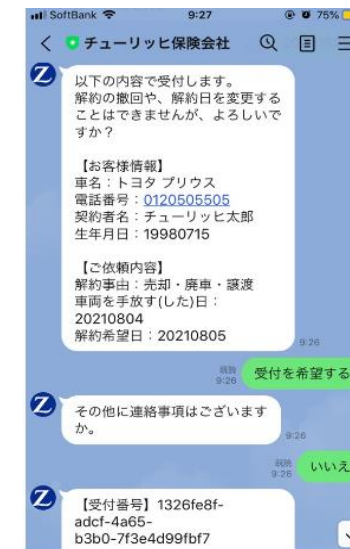 SoftBank 9:27 75%
チューリッヒ保険会社
以下の内容で受付します。
解約の撤回や、解約日を変更する
ことはできませんが、よろしいで
すか？
【お客様情報】
車名：トヨタ プリウス
電話番号：0120505505
契約者名：チューリッヒ太郎
生年月日：19980715
【ご依頼内容】
解約事由：売却・廃車・譲渡
車両を手放す(した)日：
20210804
解約希望日：20210805
9:26
既読
9:26
受付を希望する
その他に連絡事項はございます
か。
9:26
既読
9:26
いいえ
【受付番号】1326fe8f-
adcf-4a65-
b3b0-7f3e4d99fbf7